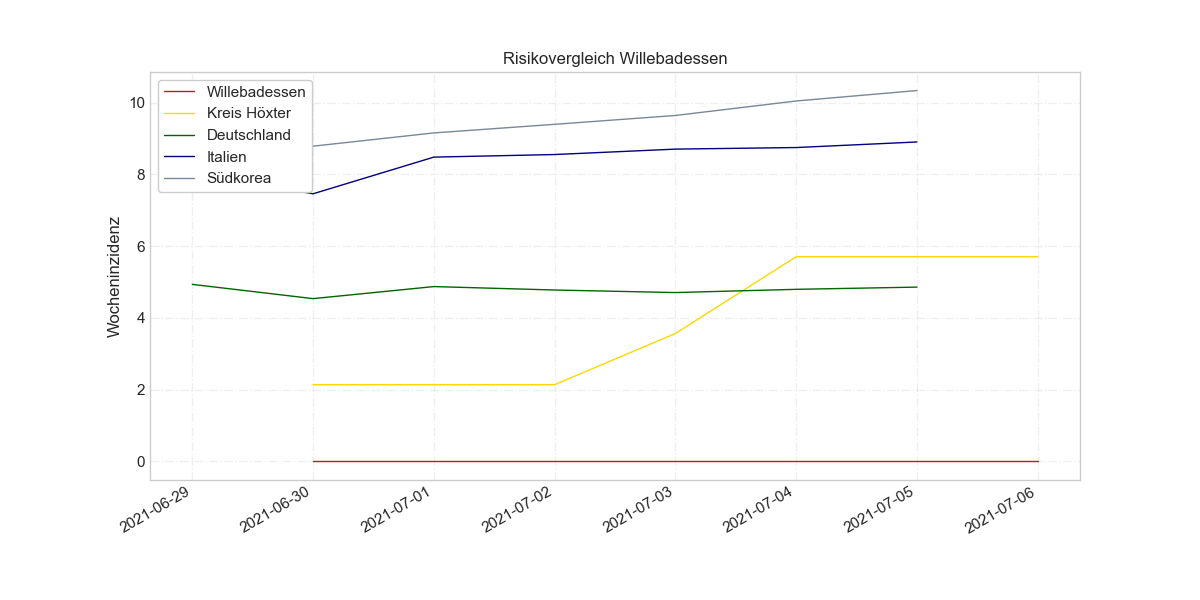 Risikovergleich Willebadessen
Willebadessen
Kreis Höxter
Deutschland
Italien
Südkorea
Wocheninzidenz
10
8
6
4
2
0
2021-06-29
2021-06-30
2021-07-01
2021-07-02
2021-07-03
2021-07-04
2021-07-05
2021-07-06